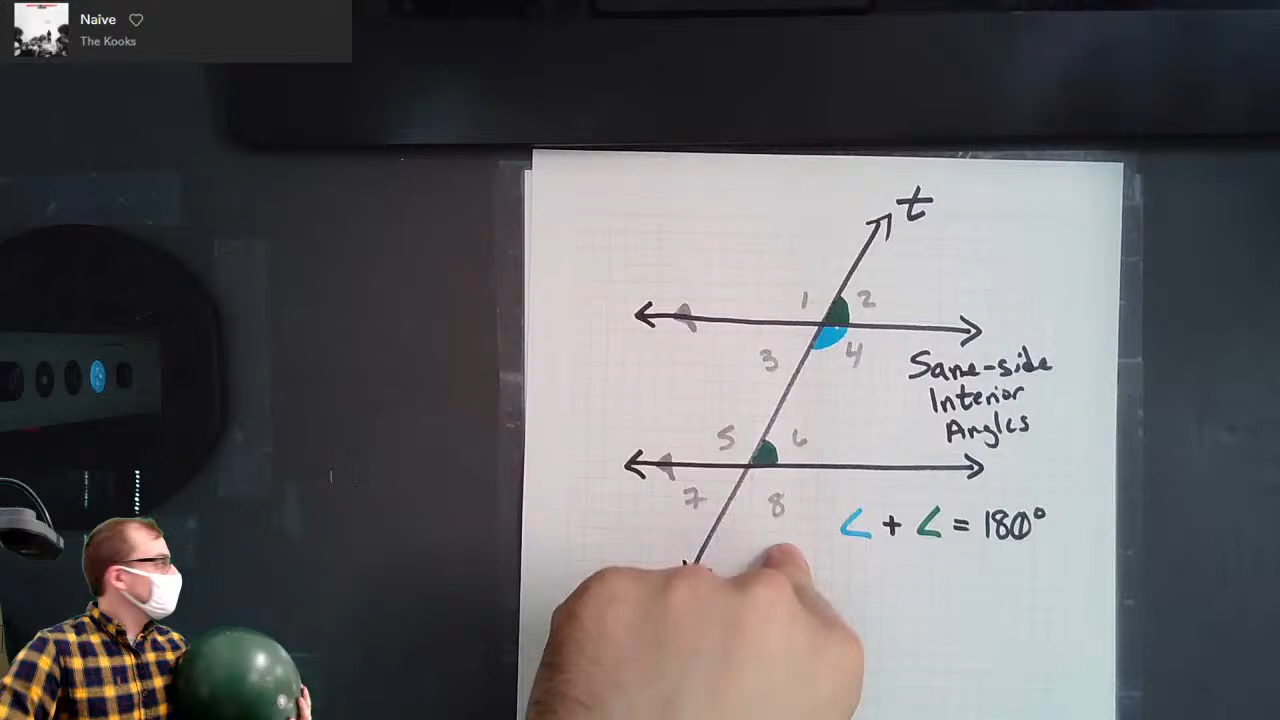 Naive
The Kooks
t
1 2
3 4
Same-side
Interior
Angles
5 6
7 8
∠ + ∠ = 180°